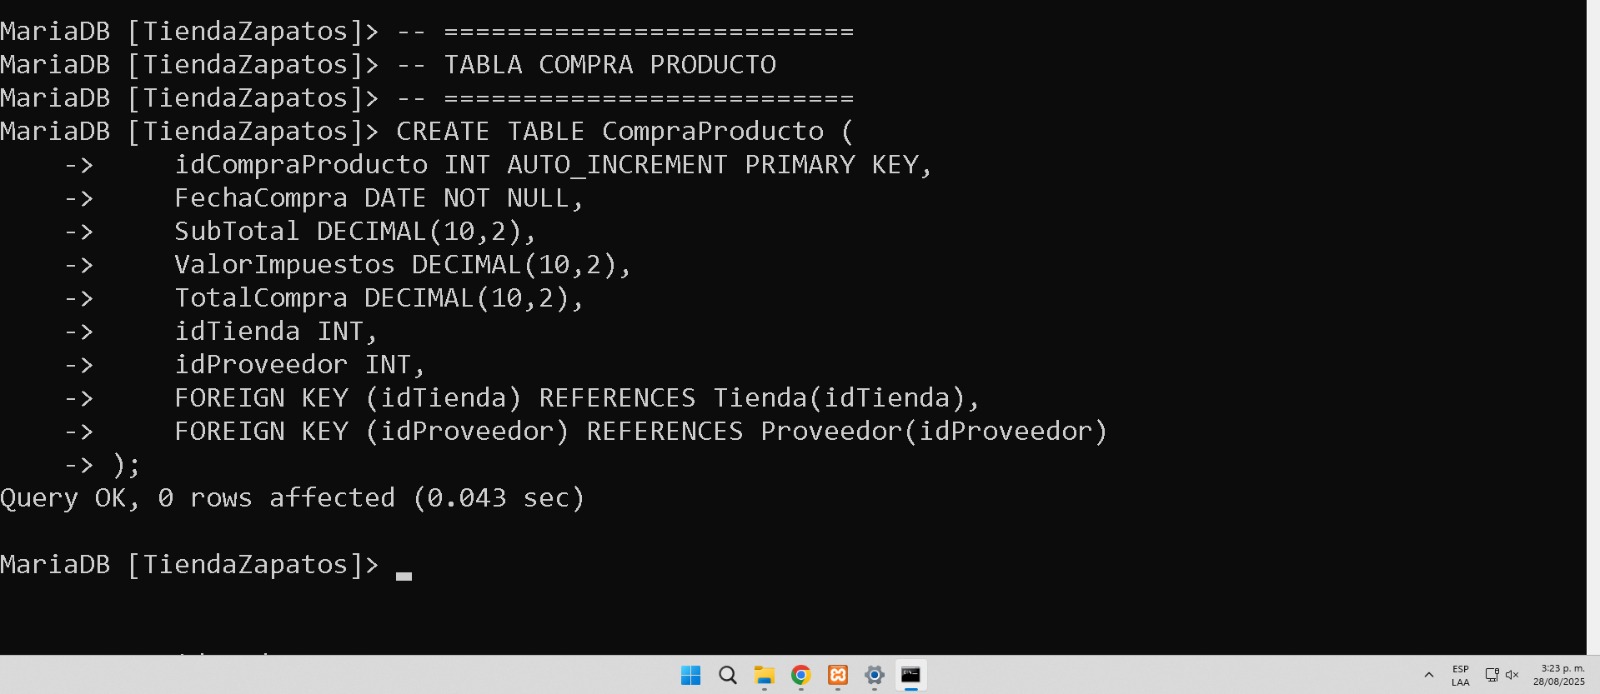 MariaDB [TiendaZapatos]> -- ==========================
MariaDB [TiendaZapatos]> -- TABLA COMPRA PRODUCTO
MariaDB [TiendaZapatos]> -- ==========================
MariaDB [TiendaZapatos]> CREATE TABLE CompraProducto (
    ->     idCompraProducto INT AUTO_INCREMENT PRIMARY KEY,
    ->     FechaCompra DATE NOT NULL,
    ->     SubTotal DECIMAL(10,2),
    ->     ValorImpuestos DECIMAL(10,2),
    ->     TotalCompra DECIMAL(10,2),
    ->     idTienda INT,
    ->     idProveedor INT,
    ->     FOREIGN KEY (idTienda) REFERENCES Tienda(idTienda),
    ->     FOREIGN KEY (idProveedor) REFERENCES Proveedor(idProveedor)
    -> );
Query OK, 0 rows affected (0.043 sec)
MariaDB [TiendaZapatos]> _
ESP
LAA
3:23 p. m.
28/08/2025